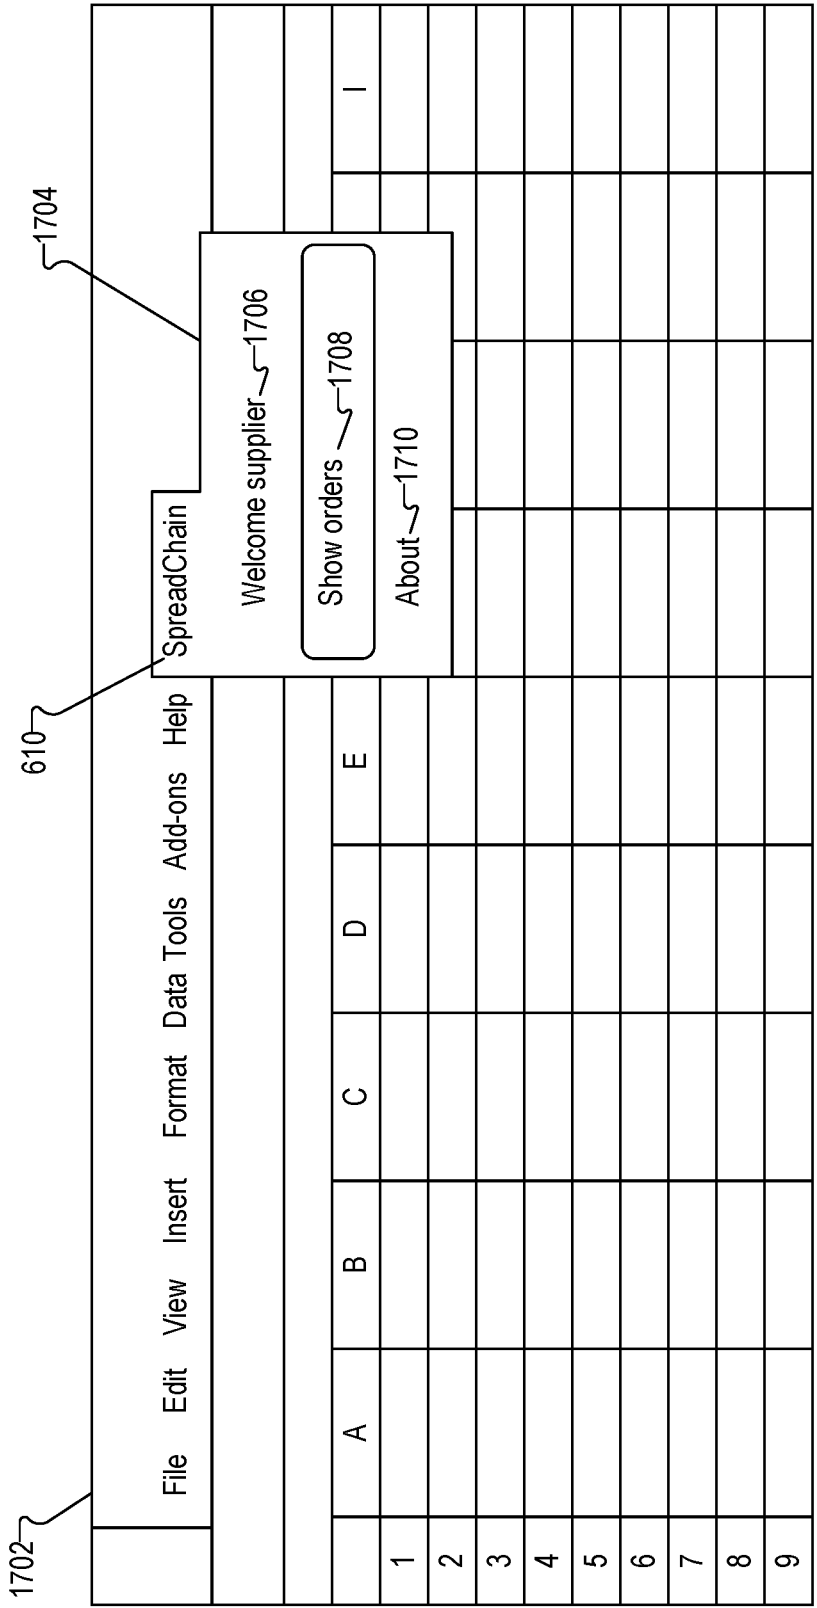 1702
610
1704
File Edit View Insert Format Data Tools Add-ons Help SpreadChain
Welcome supplier 1706
Show orders 1708
About 1710
A B C D E I
1
2
3
4
5
6
7
8
9